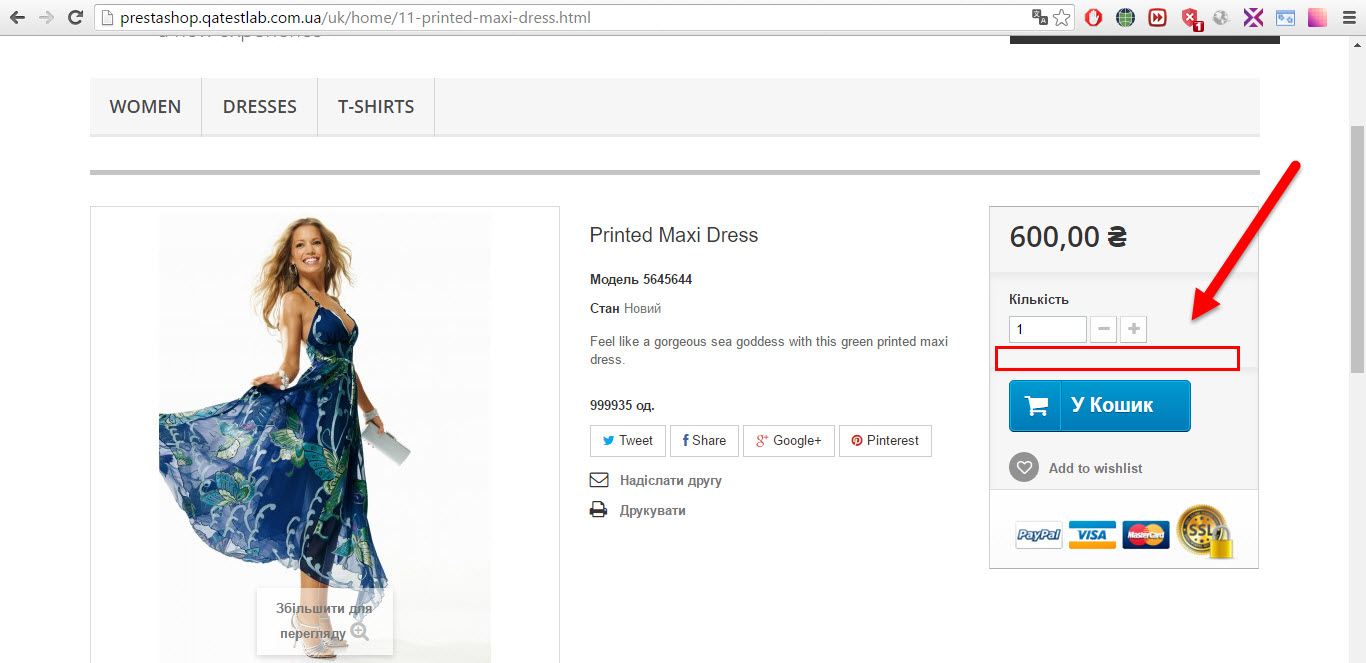 prestashop.qatestlab.com.ua/uk/home/11-printed-maxi-dress.html
1
WOMEN
DRESSES
T-SHIRTS
Printed Maxi Dress
Модель 5645644
Стан Новий
Feel like a gorgeous sea goddess with this green printed maxi
dress.
999935 од.
Tweet
Share
Google+
Pinterest
Надіслати другу
Друкувати
Збільшити для
перегляду
600,00 ₴
Кількість
1
У Кошик
Add to wishlist
PayPal
VISA
MasterCard
SSL